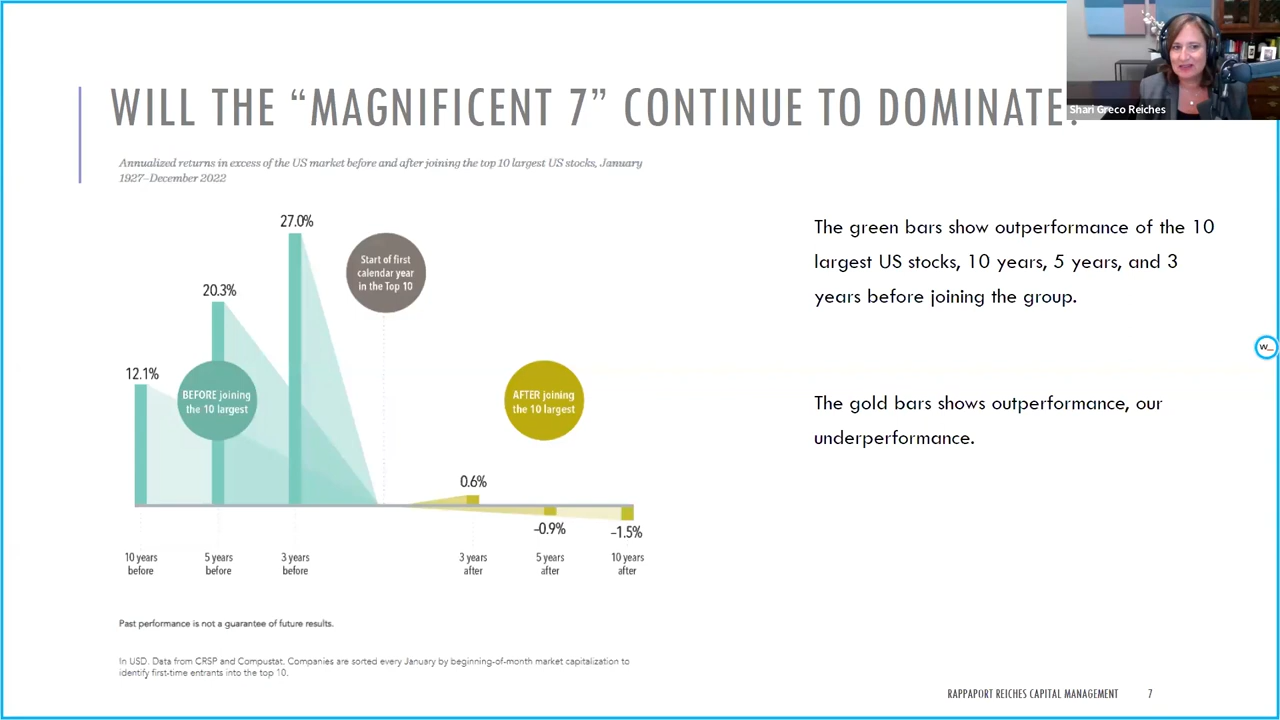 Shari Greco Reiches
WILL THE “MAGNIFICENT 7” CONTINUE TO DOMINATE
Annualized returns in excess of the US market before and after joining the top 10 largest US stocks, January
1927–December 2022
27.0%
20.3%
12.1%
Start of first
calendar year
in the Top 10
BEFORE joining
the 10 largest
AFTER joining
the 10 largest
0.6%
–0.9%
–1.5%
10 years
before
5 years
before
3 years
before
3 years
after
5 years
after
10 years
after
The green bars show outperformance of the 10
largest US stocks, 10 years, 5 years, and 3
years before joining the group.
The gold bars shows outperformance, our
underperformance.
W_
Past performance is not a guarantee of future results.
In USD. Data from CRSP and Compustat. Companies are sorted every January by beginning-of-month market capitalization to
identify first-time entrants into the top 10.
RAPPAPORT REICHES CAPITAL MANAGEMENT 7